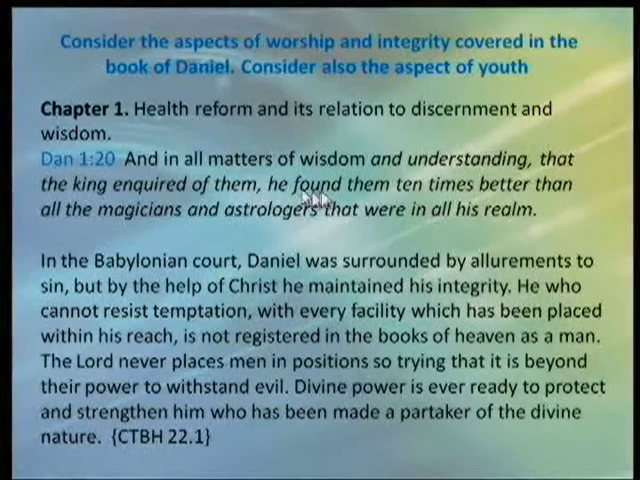 Consider the aspects of worship and integrity covered in the
book of Daniel. Consider also the aspect of youth
Chapter 1. Health reform and its relation to discernment and
wisdom.
Dan 1:20 And in all matters of wisdom and understanding, that
the king enquired of them, he found them ten times better than
all the magicians and astrologers that were in all his realm.
In the Babylonian court, Daniel was surrounded by allurements to
sin, but by the help of Christ he maintained his integrity. He who
cannot resist temptation, with every facility which has been placed
within his reach, is not registered in the books of heaven as a man.
The Lord never places men in positions so trying that it is beyond
their power to withstand evil. Divine power is ever ready to protect
and strengthen him who has been made a partaker of the divine
nature. {CTBH 22.1}